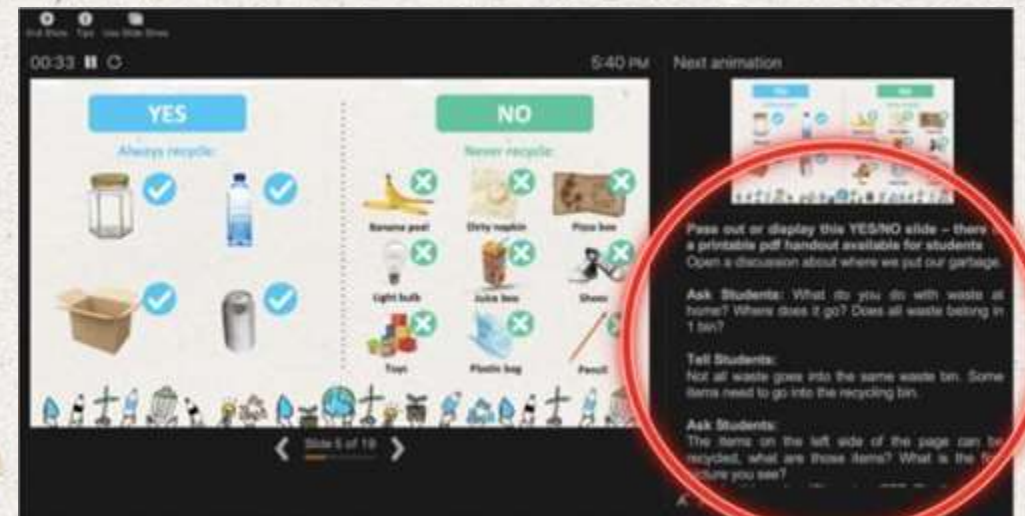 End Show Tips Use Slide Show
00:33
5:40 PM
Next animation
YES
NO
Always recycle:
Never recycle:
Banana peel Dirty napkin Pizza box
Light bulb Juice box Shoes
Toys Plastic bag Pencil
Slide 5 of 19
Pass out or display this YES/NO slide – there
a printable pdf handout available for students
Open a discussion about where we put our garbage.
Ask Students: What do you do with waste at
home? Where does it go? Does all waste belong in
1 bin?
Tell Students:
Not all waste goes into the same waste bin. Some
items need to go into the recycling bin.
Ask Students:
The items on the left side of the page can be
recycled, what are those items? What is the
picture you see?